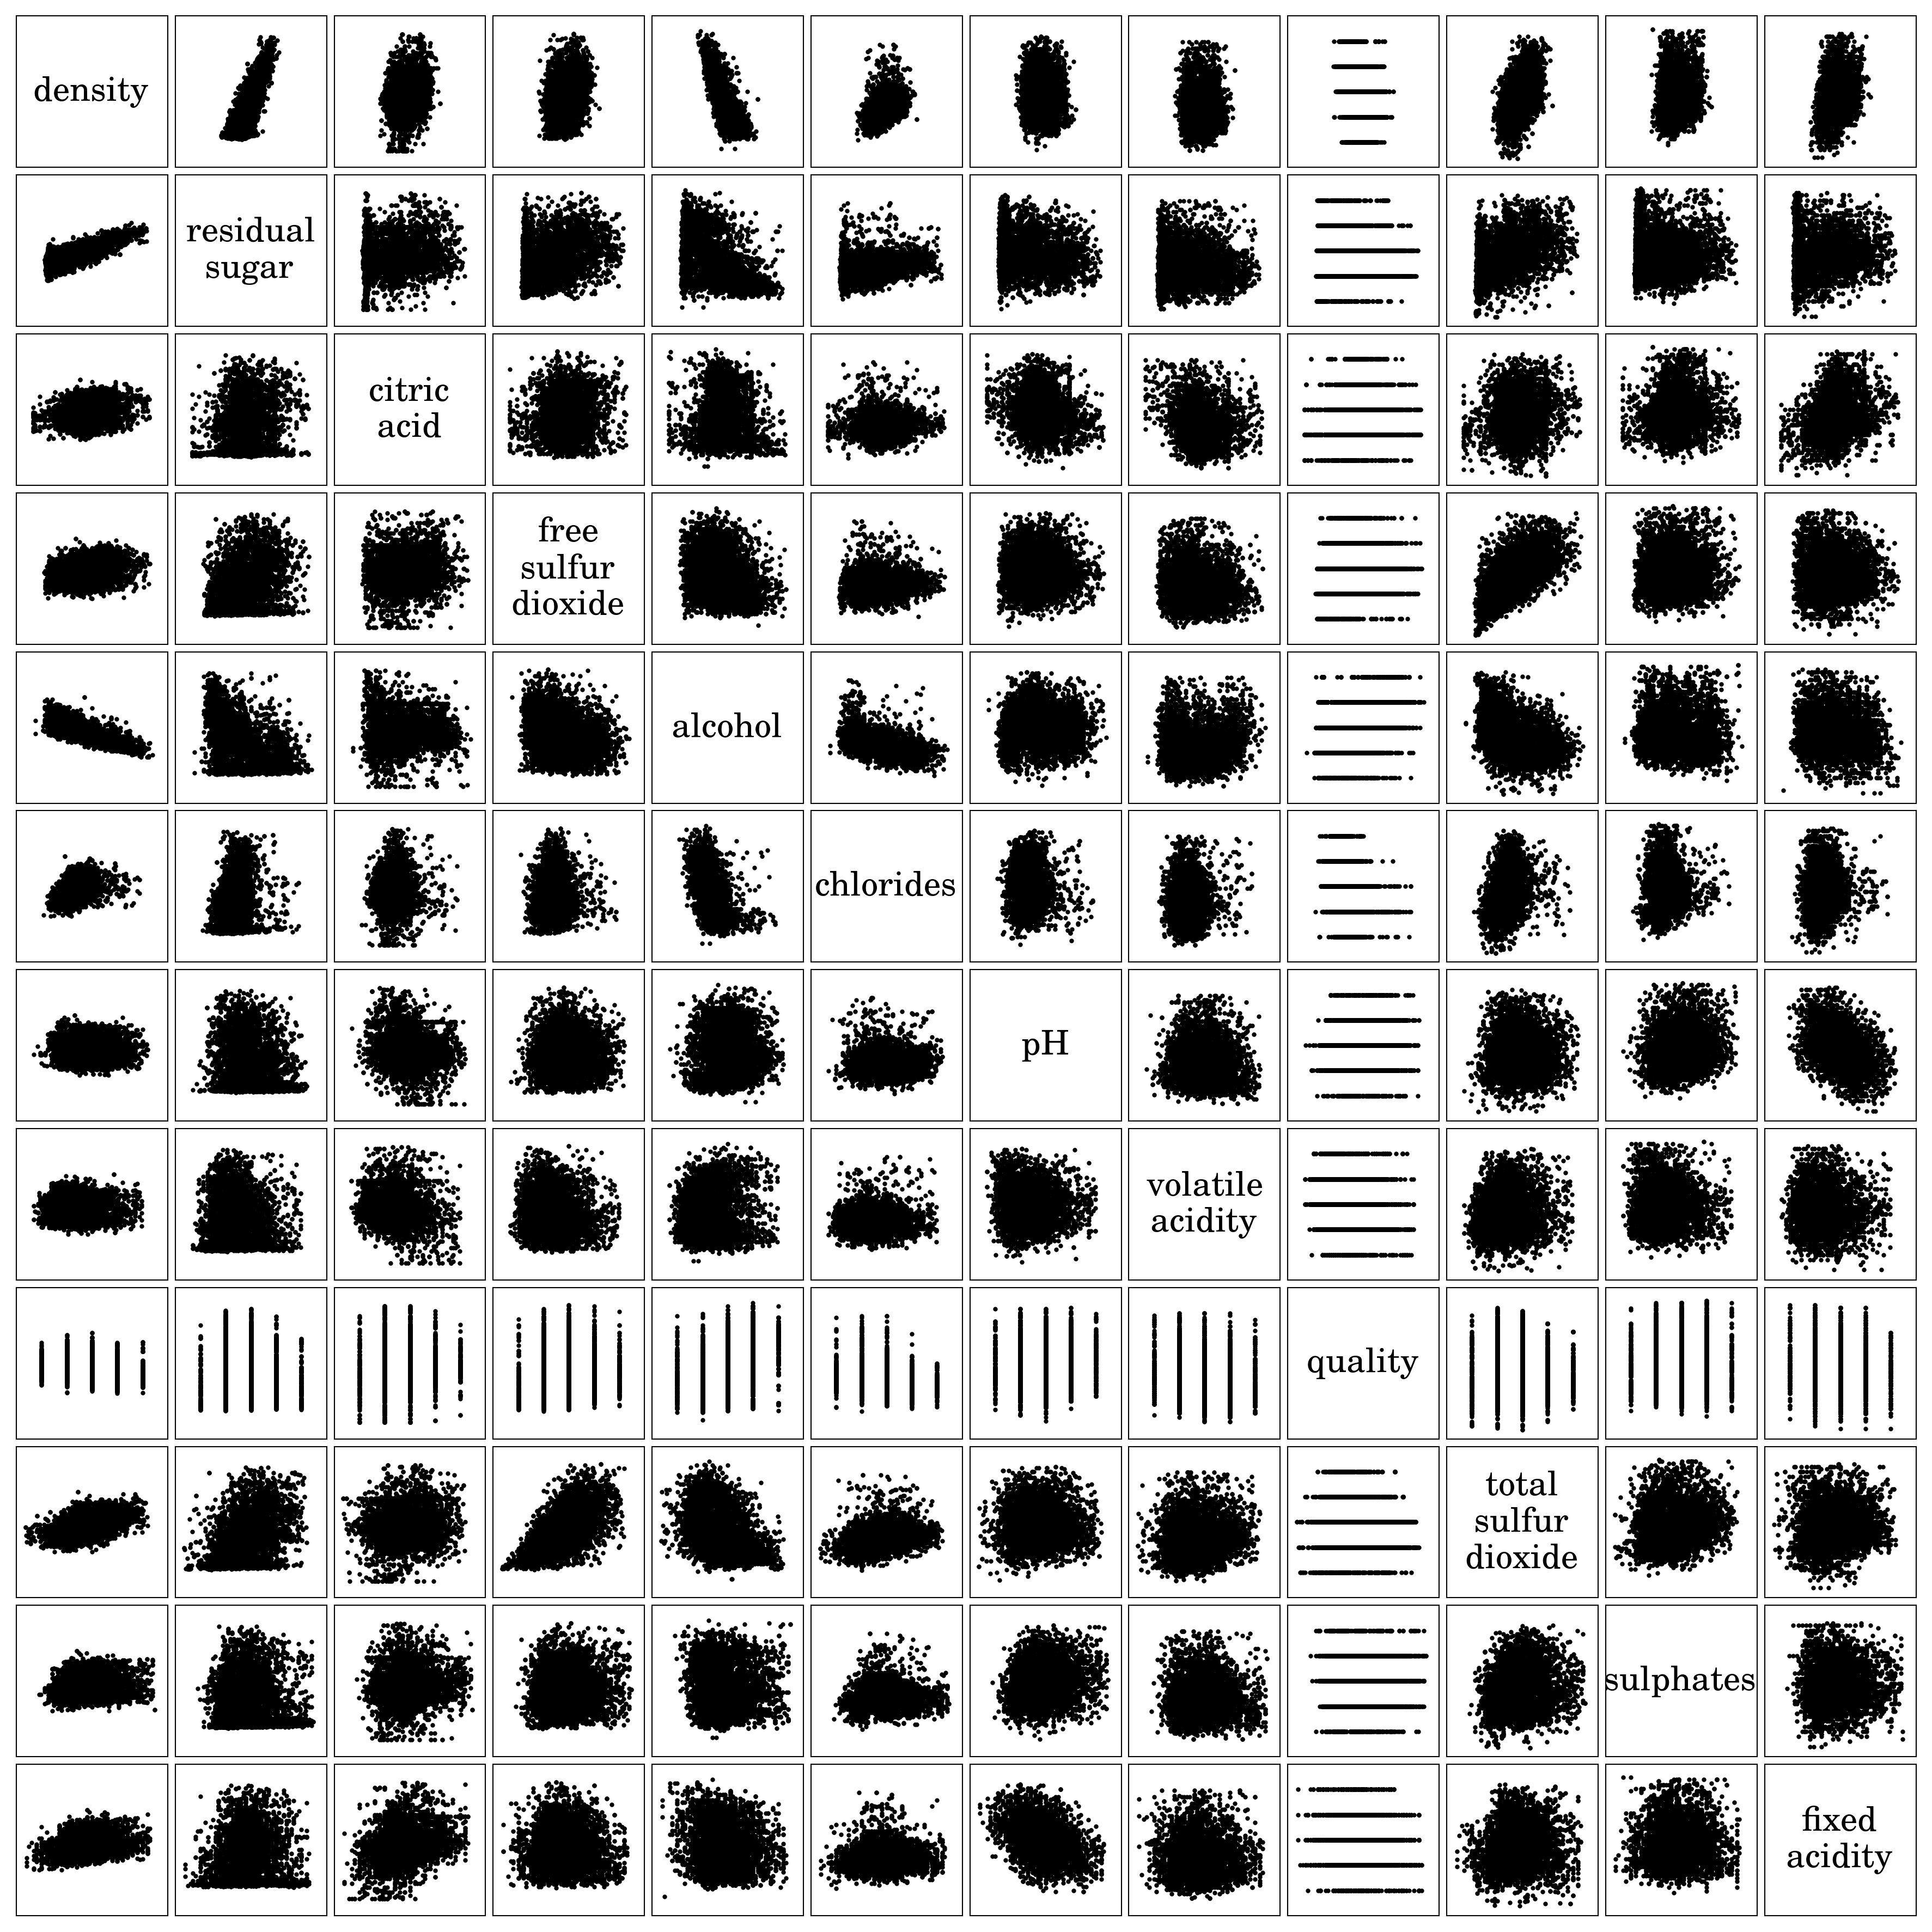 density
residual
sugar
citric
acid
free
sulfur
dioxide
alcohol
chlorides
pH
volatile
acidity
quality
total
sulfur
dioxide
sulphates
fixed
acidity